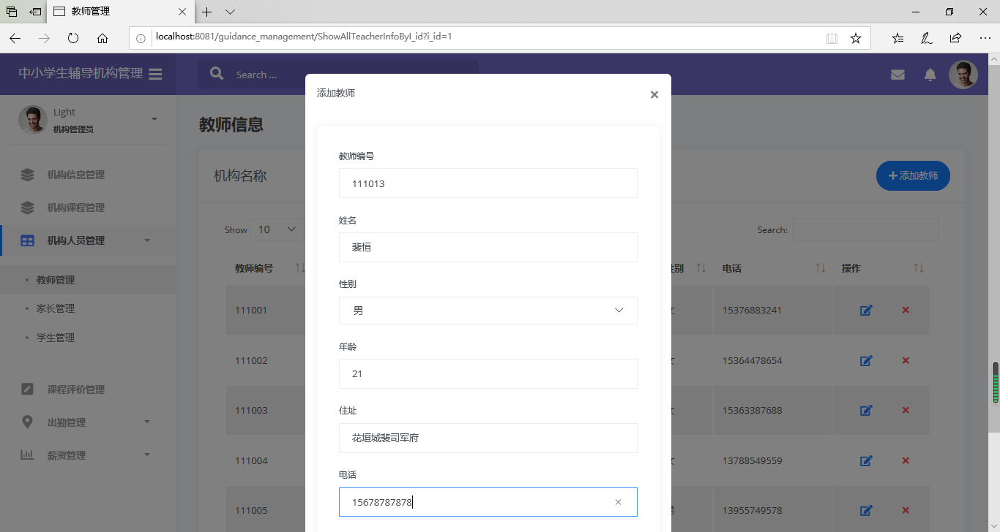 教师管理
localhost:8081/guidance_management/ShowAllTeacherInfoByI_id?i_id=1
中小学生辅导机构管理
Search ...
Light
机构管理员
机构信息管理
机构课程管理
机构人员管理
教师管理
家长管理
学生管理
课程评价管理
出勤管理
薪资管理
教师信息
机构名称
添加教师
Show 10
Search:
教师编号
电话
操作
111001
15376883241
111002
15364478654
111003
15363387688
111004
13788549559
111005
13955749578
添加教师
教师编号
111013
姓名
裴恒
性别
男
年龄
21
住址
花垣城裴司军府
电话
15678787878